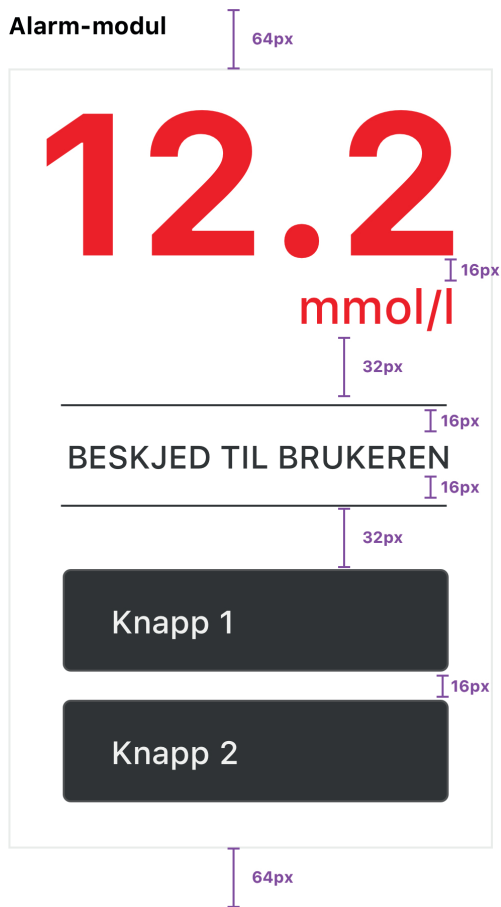 Alarm-modul
64px
12.2
16px
mmol/l
32px
16px
BESKJED TIL BRUKEREN
16px
32px
Knapp 1
16px
Knapp 2
64px